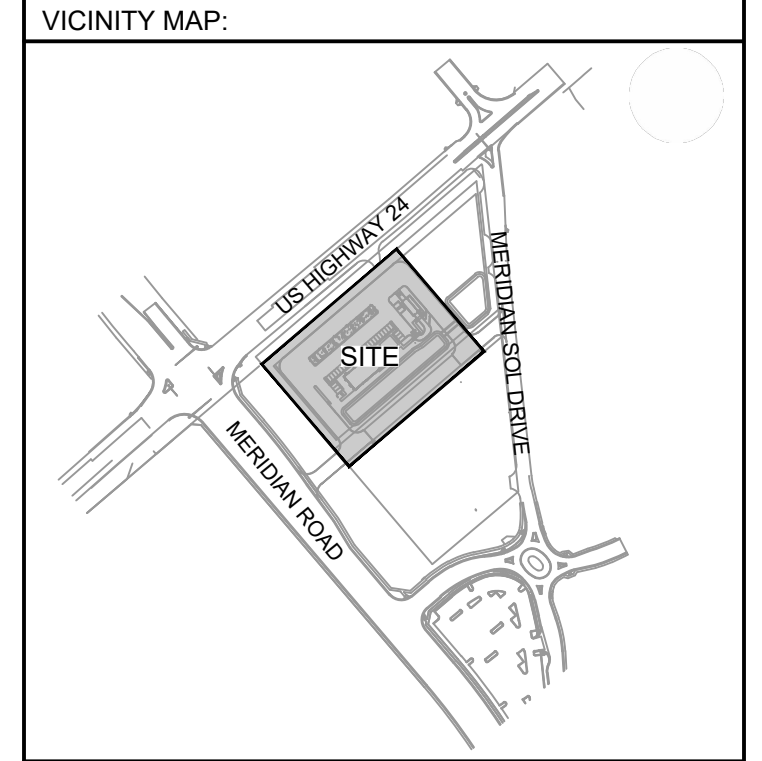 VICINITY MAP:
US HIGHWAY 24
MERIDIAN SOL DRIVE
SITE
MERIDIAN ROAD